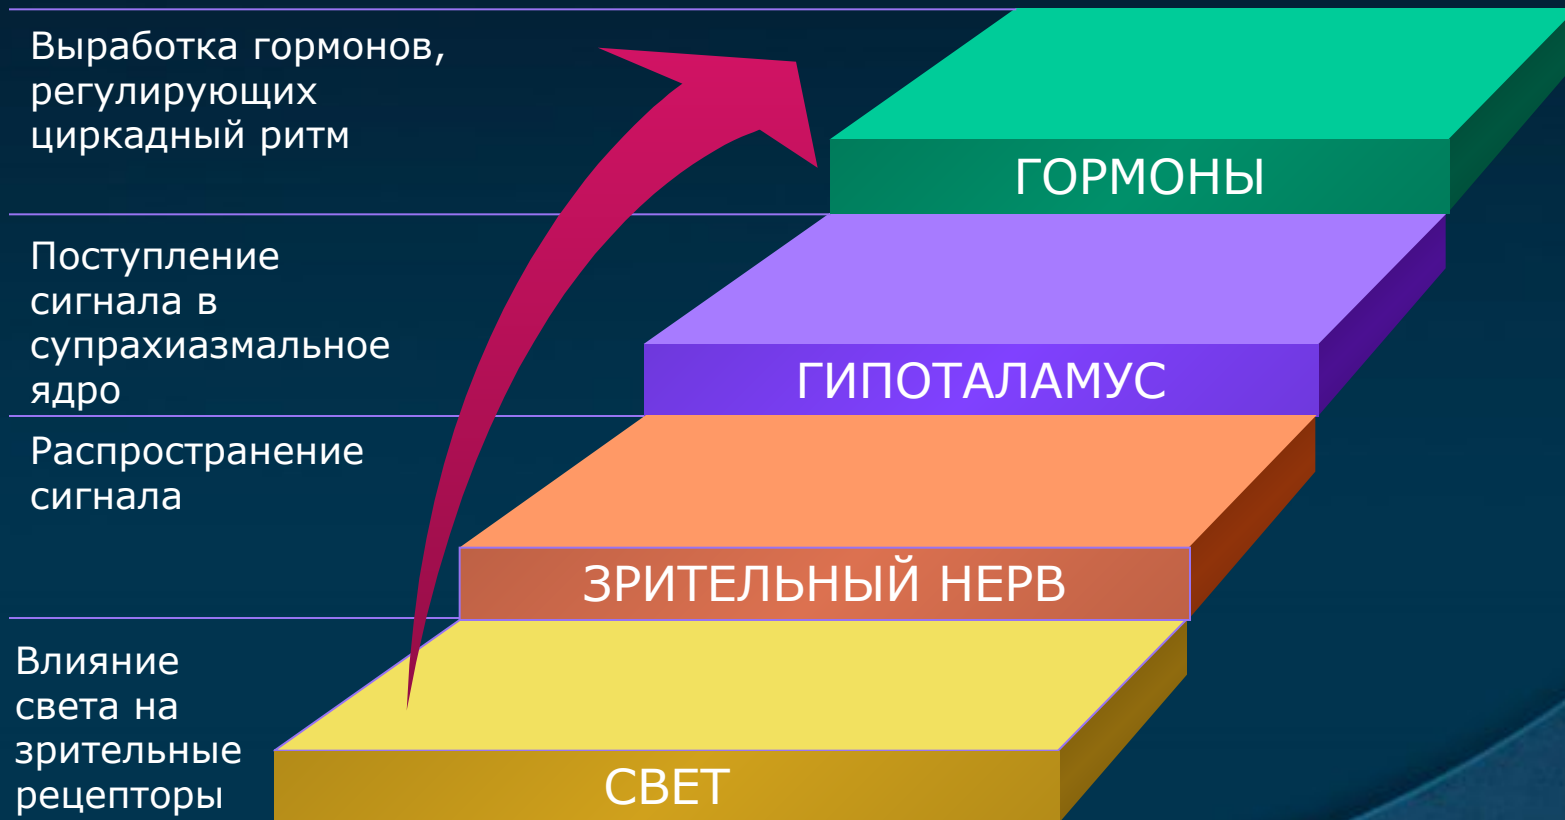 Выработка гормонов,
регулирующих
циркадный ритм
ГОРМОНЫ
Поступление
сигнала в
супрахиазмальное
ядро
ГИПОТАЛАМУС
Распространение
сигнала
ЗРИТЕЛЬНЫЙ НЕРВ
Влияние
света на
зрительные
рецепторы
СВЕТ